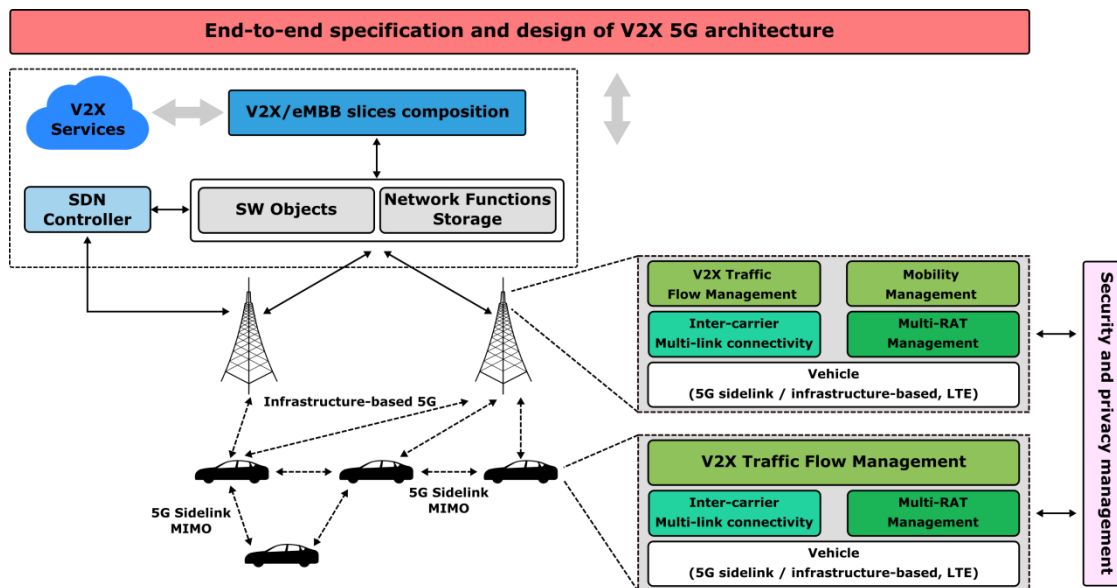 End-to-end specification and design of V2X 5G architecture
V2X
Services
V2X/eMBB slices composition
SDN
Controller
SW Objects
Network Functions
Storage
V2X Traffic
Flow Management
Mobility
Management
Inter-carrier
Multi-link connectivity
Multi-RAT
Management
Vehicle
(5G sidelink / infrastructure-based, LTE)
Security and privacy management
Infrastructure-based 5G
5G Sidelink
MIMO
5G Sidelink
MIMO
V2X Traffic Flow Management
Inter-carrier
Multi-link connectivity
Multi-RAT
Management
Vehicle
(5G sidelink / infrastructure-based, LTE)